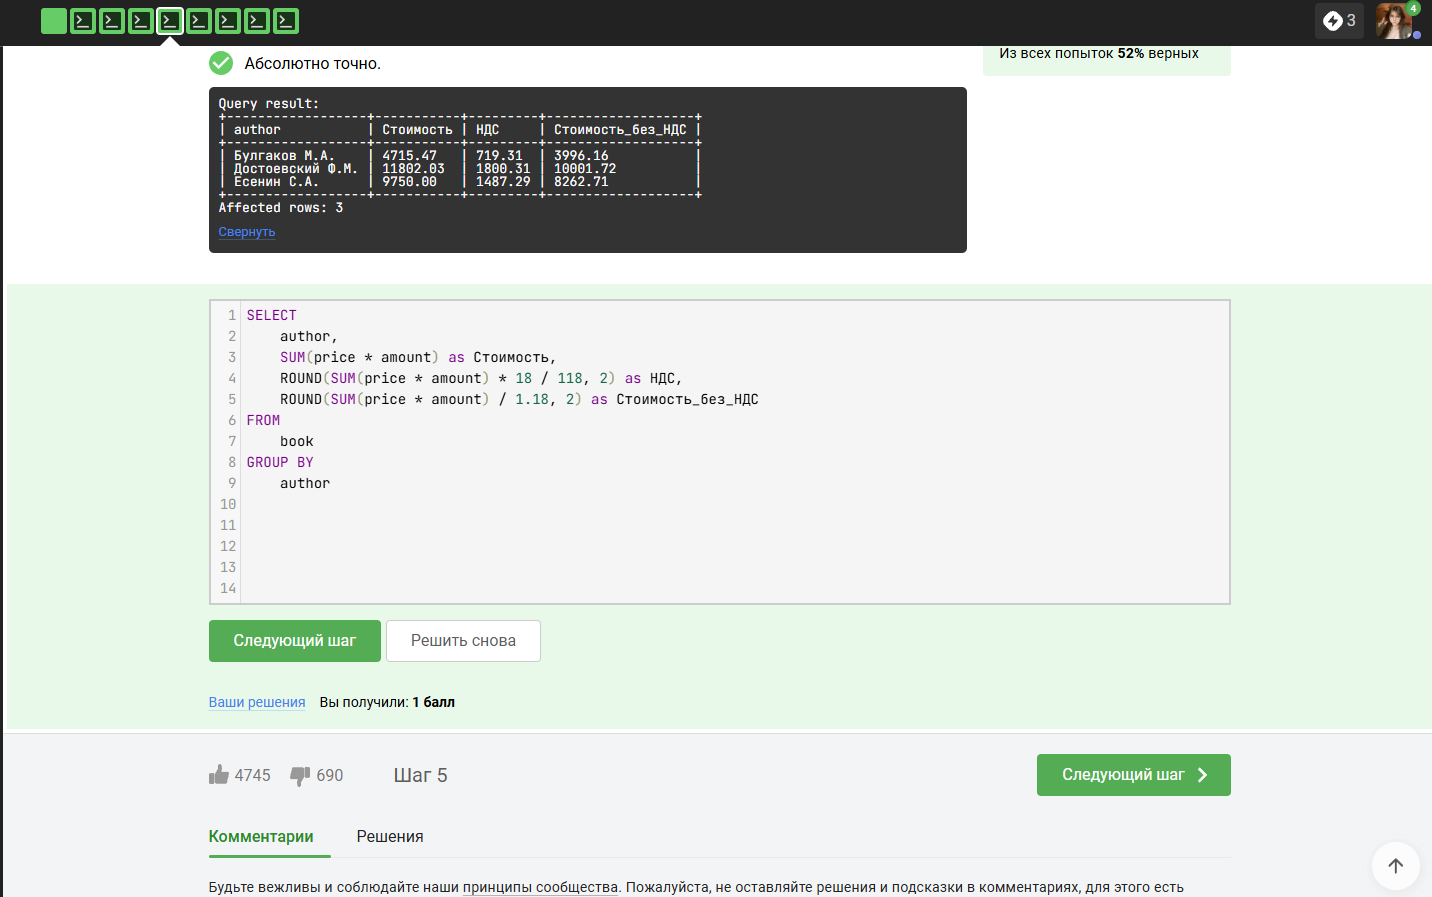 3
4
Абсолютно точно.
Из всех попыток 52% верных
Query result:
+------------------+-----------+---------+-------------------+
| author           | Стоимость | НДС     | Стоимость_без_НДС |
+------------------+-----------+---------+-------------------+
| Булгаков М.А.    | 4715.47   | 719.31  | 3996.16           |
| Достоевский Ф.М. | 11802.03  | 1800.31 | 10001.72          |
| Есенин С.А.      | 9750.00   | 1487.29 | 8262.71           |
+------------------+-----------+---------+-------------------+
Affected rows: 3
Свернуть
1 SELECT
2     author,
3     SUM(price * amount) as Стоимость,
4     ROUND(SUM(price * amount) * 18 / 118, 2) as НДС,
5     ROUND(SUM(price * amount) / 1.18, 2) as Стоимость_без_НДС
6 FROM
7     book
8 GROUP BY
9     author
10
11
12
13
14
Следующий шаг Решить снова
Ваши решения Вы получили: 1 балл
4745 690 Шаг 5 Следующий шаг
Комментарии Решения
Будьте вежливы и соблюдайте наши принципы сообщества. Пожалуйста, не оставляйте решения и подсказки в комментариях, для этого есть